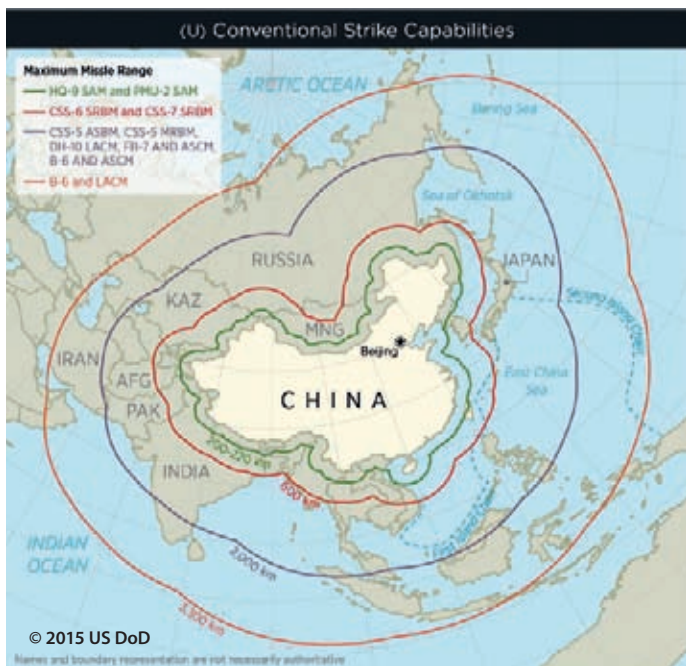 (U) Conventional Strike Capabilities
Maximum Missle Range
HQ-9 SAM and PMU-2 SAM
CSS-6 SRBM and CSS-7 SRBM
CSS-5 ASBM, CSS-5 MRBM,
DH-10 LACM, FB-7 AND ASCM,
B-6 AND ASCM
B-6 and LACM
ARCTIC OCEAN
Bering Sea
Sea of Okhotsk
RUSSIA
JAPAN
KAZ
MNG
Beijing
IRAN
AFG
PAK
CHINA
East China
Sea
INDIA
200-220 km
600 km
2,000 km
3,300 km
INDIAN
OCEAN
© 2015 US DoD
Names and boundary representation are not necessarily authoritative